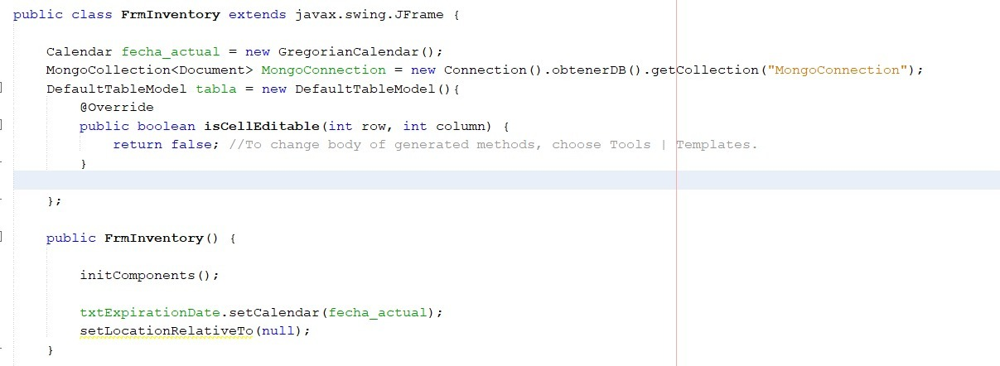 public class FrmInventory extends javax.swing.JFrame {
Calendar fecha_actual = new GregorianCalendar();
MongoCollection<Document> MongoConnection = new Connection().obtenerDB().getCollection("MongoConnection");
DefaultTableModel tabla = new DefaultTableModel(){
@Override
public boolean isCellEditable(int row, int column) {
return false; //To change body of generated methods, choose Tools | Templates.
}
};
public FrmInventory() {
initComponents();
txtExpirationDate.setCalendar(fecha_actual);
setLocationRelativeTo(null);
}